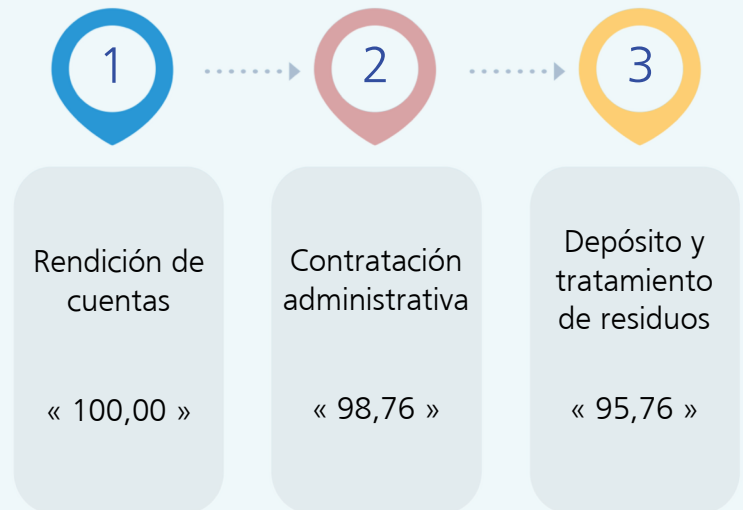 1
2
3
Rendición de
cuentas
« 100,00 »
Contratación
administrativa
« 98,76 »
Depósito y
tratamiento
de residuos
« 95,76 »